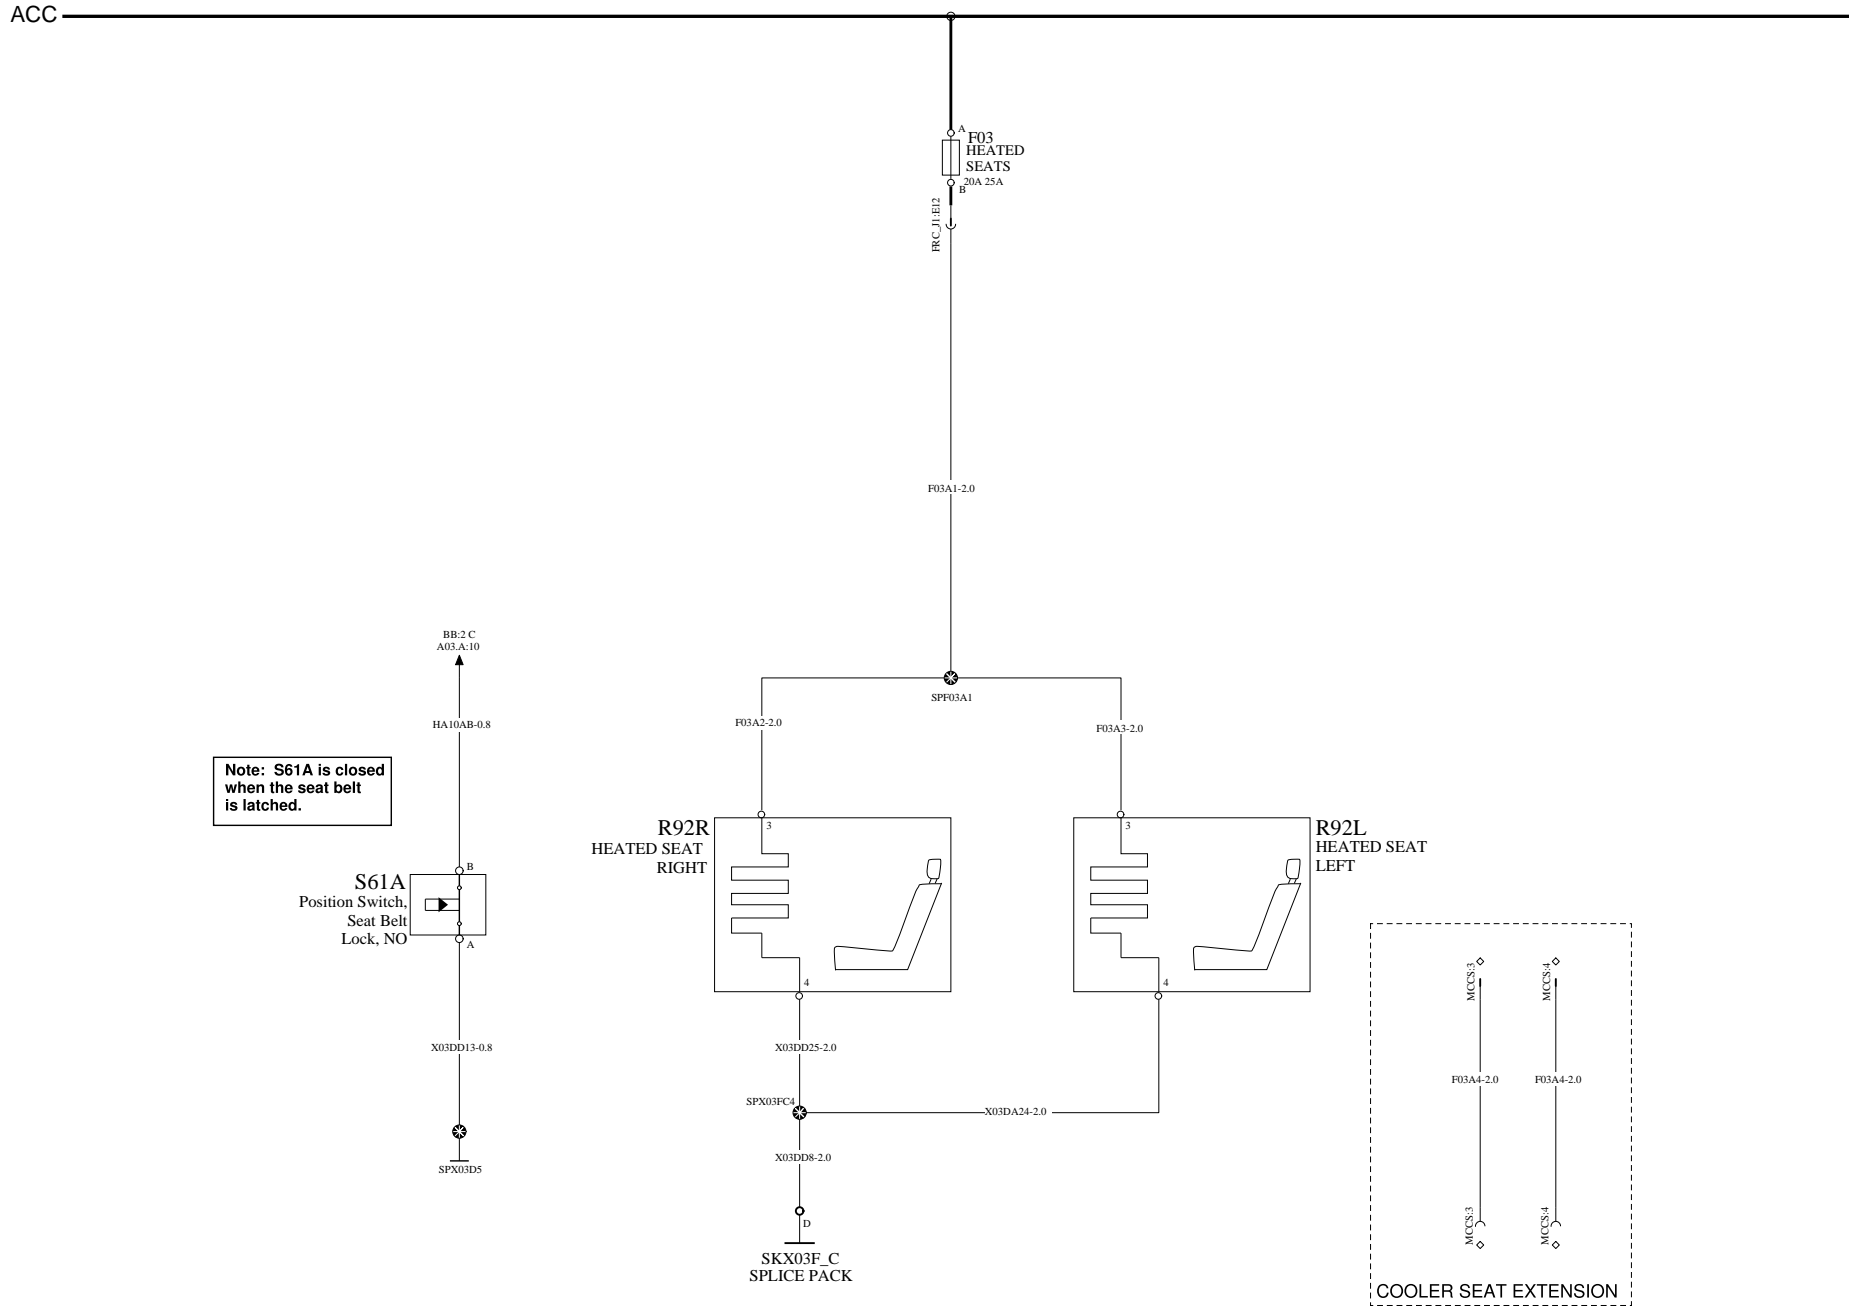 ACC
A
F03
HEATED
SEATS
20A 25A
B
FRC_J1:E12
F03A1-2.0
BB:2 C
A03.A:10
SPF03A1
HA10AB-0.8
F03A2-2.0
F03A3-2.0
Note: S61A is closed
when the seat belt
is latched.
R92R
HEATED SEAT
RIGHT
3
R92L
HEATED SEAT
LEFT
3
B
S61A
Position Switch,
Seat Belt
Lock, NO
A
4
4
MCCS:3
MCCS:4
X03DD13-0.8
X03DD25-2.0
F03A4-2.0
F03A4-2.0
SPX03FC4
X03DA24-2.0
X03DD8-2.0
SPX03D5
D
MCCS:3
MCCS:4
SKX03F_C
SPLICE PACK
COOLER SEAT EXTENSION